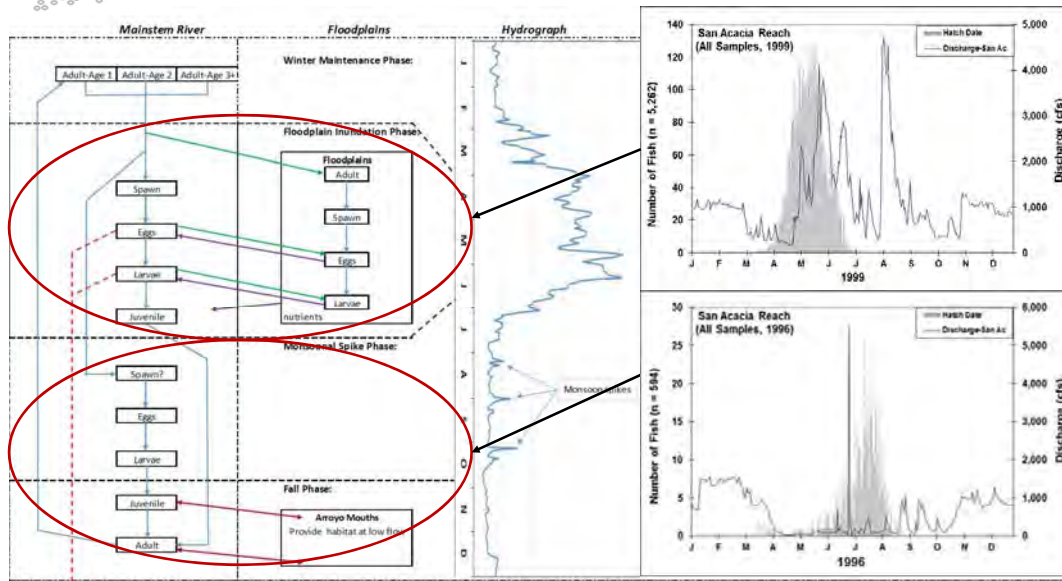 Mainstem River
Floodplains
Hydrograph
Adult-Age 1
Adult-Age 2
Adult-Age 3+
Winter Maintenance Phase:
Floodplain Inundation Phase:
Floodplains
Adult
Spawn
Eggs
Larvae
nutrients
Spawn
Eggs
Larvae
Juvenile
Monsoonal Spike Phase:
Spawn?
Eggs
Larvae
Juvenile
Adult
Fall Phase:
Arroyo Mouths
Provide habitat at low flow
J
F
M
M
J
J
A
O
N
D
Monsoon spikes
San Acacia Reach
(All Samples, 1999)
Hatch Date
Discharge-San Ac
Number of Fish (n = 5,262)
140
120
100
80
60
40
20
0
5,000
4,000
3,000
2,000
1,000
0
Discharge (cfs)
J F M A M J J A S O N D
1999
San Acacia Reach
(All Samples, 1996)
Hatch Date
Discharge-San Ac
Number of Fish (n = 594)
30
25
20
15
10
5
0
6,000
5,000
4,000
3,000
2,000
1,000
0
Discharge (cfs)
J F M A M J J A S O N D
1996